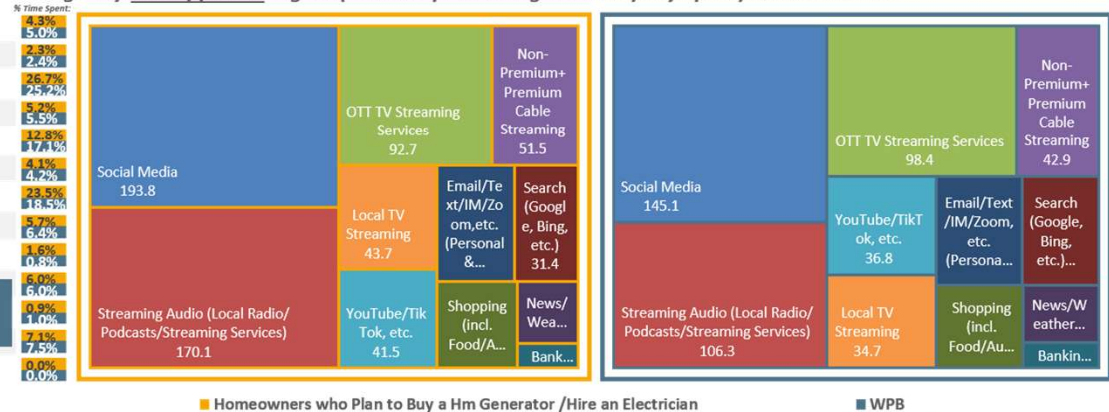 % Time Spent:
4.3%
5.0%
2.3%
2.4%
26.7%
25.2%
5.2%
5.5%
12.8%
17.1%
4.1%
4.2%
23.5%
18.5%
5.7%
6.4%
1.6%
0.8%
6.0%
6.0%
0.9%
1.0%
7.1%
7.5%
0.0%
0.0%
Social Media
193.8
Streaming Audio (Local Radio/
Podcasts/Streaming Services)
170.1
OTT TV Streaming
Services
92.7
Non-
Premium+
Premium
Cable
Streaming
51.5
Local TV
Streaming
43.7
YouTube/Tik
Tok, etc.
41.5
Email/Te
xt/IM/Zo
om,etc.
(Personal
&...
Search
(Googl
e, Bing,
etc.)
31.4
Shopping
(incl.
Food/A...
News/
Wea...
Bank...
Social Media
145.1
Streaming Audio (Local Radio/
Podcasts/Streaming Services)
106.3
OTT TV Streaming Services
98.4
Non-
Premium+
Premium
Cable
Streaming
42.9
YouTube/TikT
ok, etc.
36.8
Local TV
Streaming
34.7
Email/Text
/IM/Zoom,
etc.
(Persona...
Search
(Google,
Bing,
etc.)...
Shopping
(incl.
Food/Au...
News/W
eather...
Bankin...
Homeowners who Plan to Buy a Hm Generator /Hire an Electrician
WPB